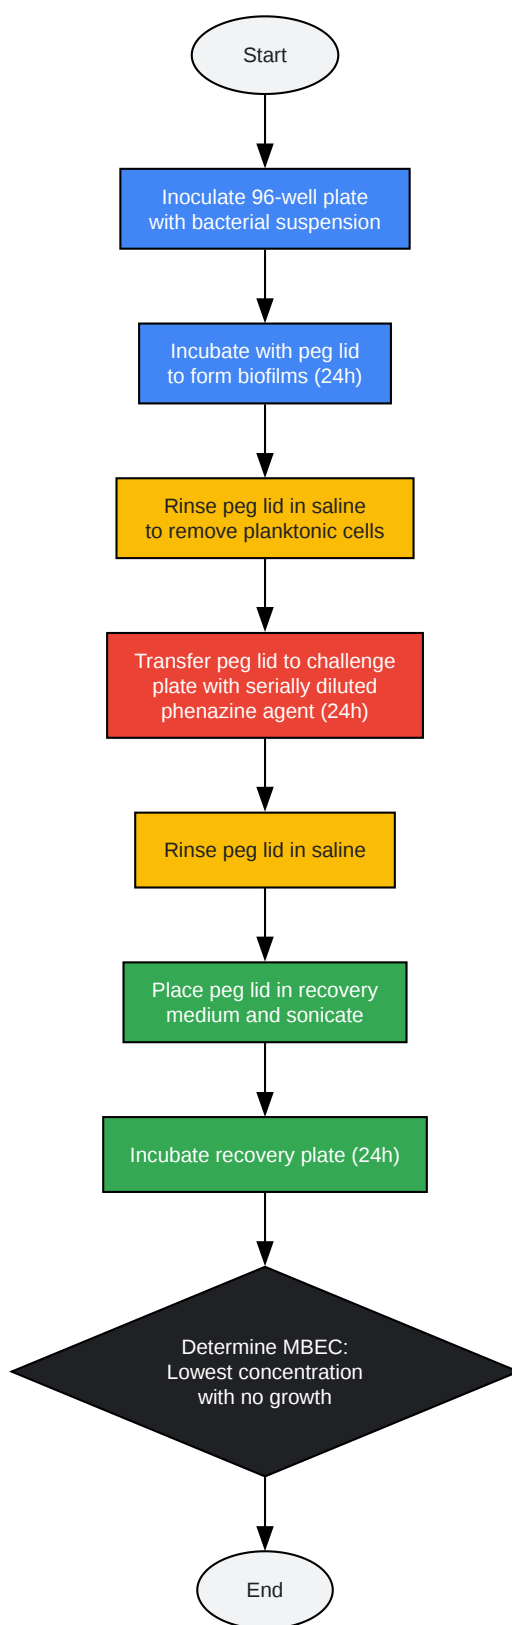 Start
Inoculate 96-well plate
with bacterial suspension
Incubate with peg lid
to form biofilms (24h)
Rinse peg lid in saline
to remove planktonic cells
Transfer peg lid to challenge
plate with serially diluted
phenazine agent (24h)
Rinse peg lid in saline
Place peg lid in recovery
medium and sonicate
Incubate recovery plate (24h)
Determine MBEC:
Lowest concentration
with no growth
End